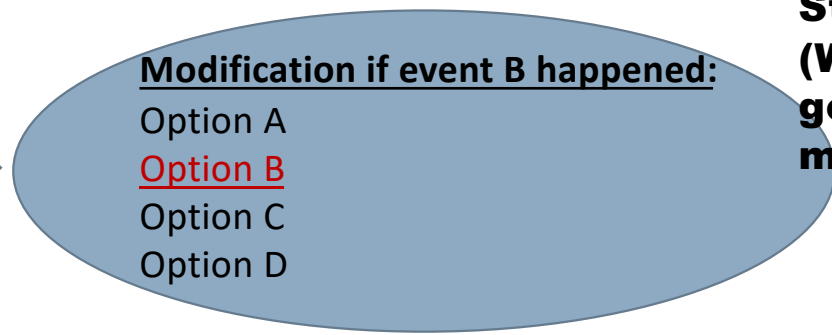 Modification if event B happened:
Option A
Option B
Option C
Option D